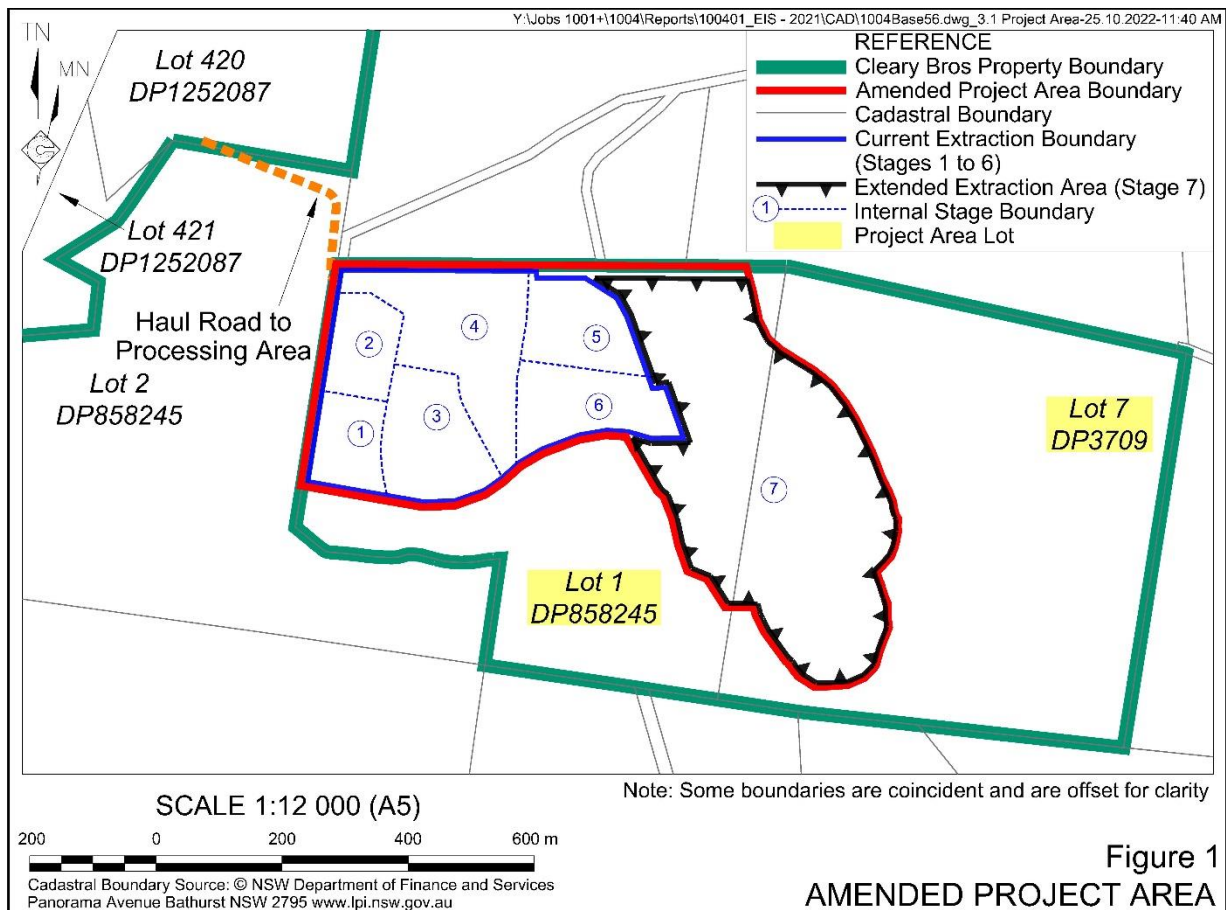 Y:\Jobs 1001+\1004\Reports\100401_EIS - 2021\CAD\1004Base56.dwg_3.1 Project Area-25.10.2022-11:40 AM
TN
MN
Lot 420
DP1252087
REFERENCE
Cleary Bros Property Boundary
Amended Project Area Boundary
Cadastral Boundary
Current Extraction Boundary
(Stages 1 to 6)
Extended Extraction Area (Stage 7)
1 Internal Stage Boundary
Project Area Lot
Lot 421
DP1252087
Haul Road to
Processing Area
Lot 2
DP858245
2
4
5
1
3
6
7
Lot 7
DP3709
Lot 1
DP858245
SCALE 1:12 000 (A5)
Note: Some boundaries are coincident and are offset for clarity
200 0 200 400 600 m
Cadastral Boundary Source: © NSW Department of Finance and Services
Panorama Avenue Bathurst NSW 2795 www.lpi.nsw.gov.au
Figure 1
AMENDED PROJECT AREA